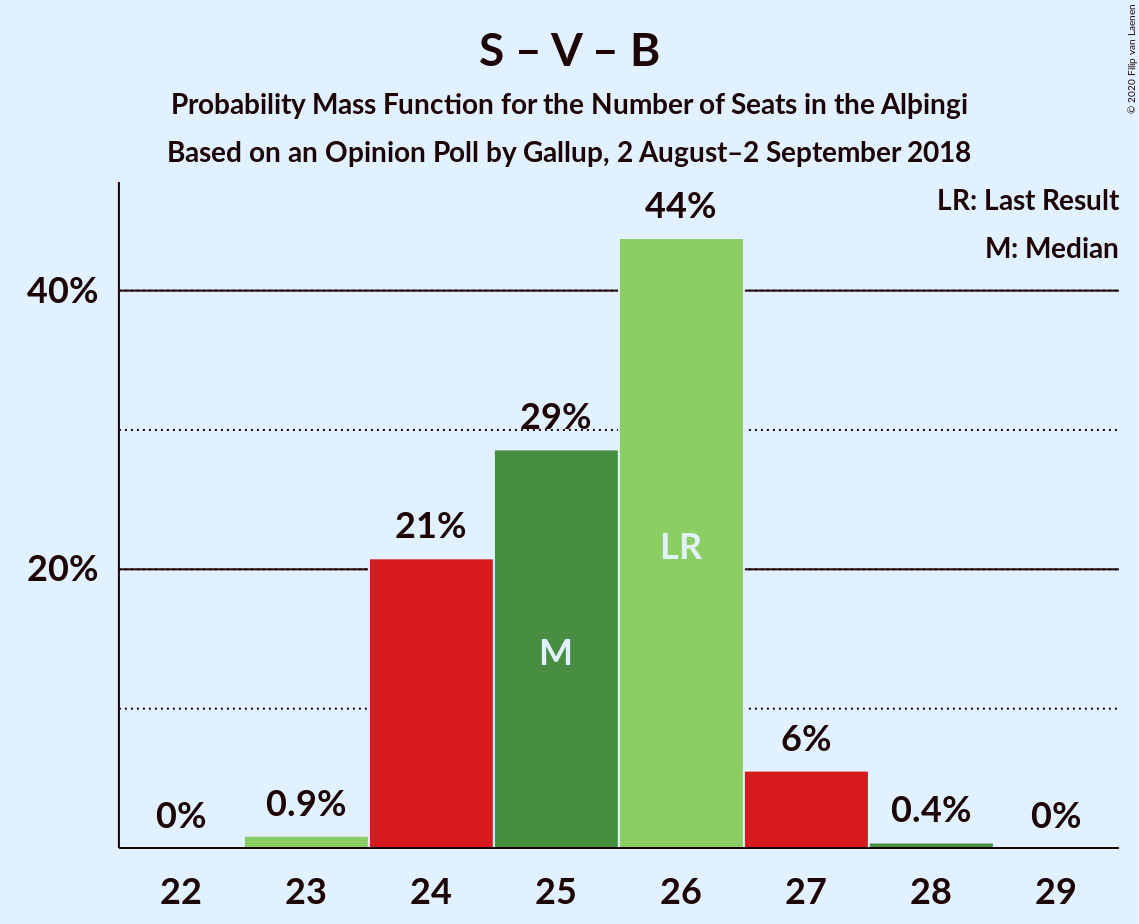 S – V – B
Probability Mass Function for the Number of Seats in the Alþingi
Based on an Opinion Poll by Gallup, 2 August–2 September 2018
© 2020 Filip van Laenen
LR: Last Result
M: Median
40%
20%
0%
0.9%
21%
29%
44%
6%
0.4%
0%
M
LR
22 23 24 25 26 27 28 29